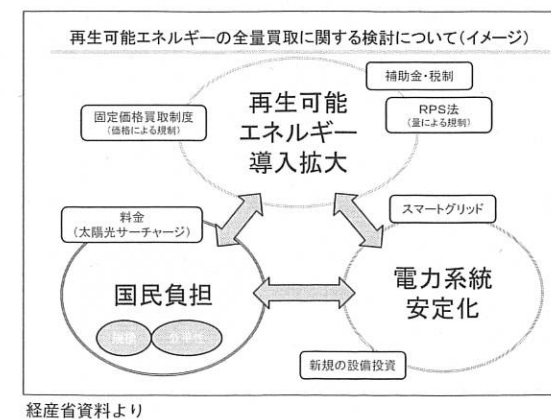 再生可能エネルギーの全量買取に関する検討について(イメージ)
補助金・税制
固定価格買取制度
(価格による規制)
再生可能
エネルギー
導入拡大
RPS法
(量による規制)
料金
(太陽光サーチャージ)
スマートグリッド
国民負担
電力系統
安定化
公平性
新規の設備投資
経産省資料より